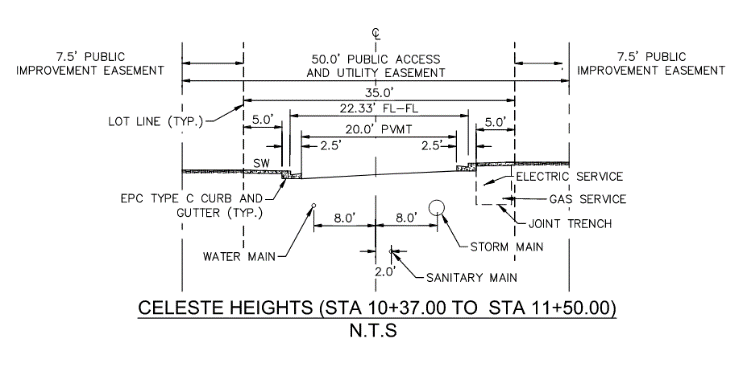 ℄
7.5' PUBLIC
IMPROVEMENT EASEMENT
50.0' PUBLIC ACCESS
AND UTILITY EASEMENT
7.5' PUBLIC
IMPROVEMENT EASEMENT
35.0'
22.33' FL-FL
LOT LINE (TYP.)
5.0'
20.0' PVMT
5.0'
2.5'
2.5'
SW
EPC TYPE C CURB AND
GUTTER (TYP.)
ELECTRIC SERVICE
GAS SERVICE
JOINT TRENCH
8.0'
8.0'
WATER MAIN
STORM MAIN
2.0'
SANITARY MAIN
CELESTE HEIGHTS (STA 10+37.00 TO STA 11+50.00)
N.T.S